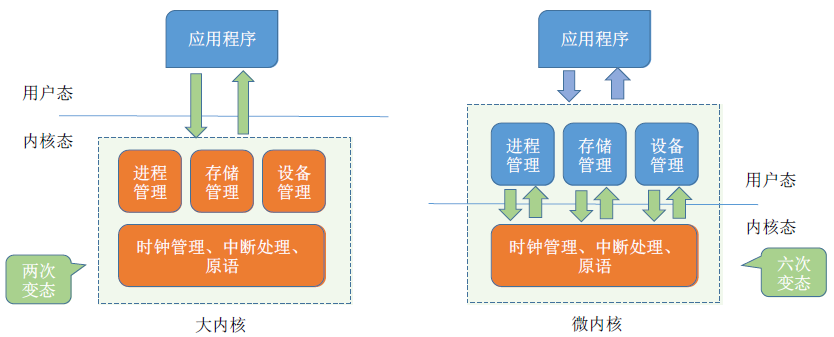 应用程序
用户态
内核态
进程
管理
存储
管理
设备
管理
时钟管理、中断处理、
原语
两次
变态
大内核
应用程序
进程
管理
存储
管理
设备
管理
用户态
内核态
时钟管理、中断处理、
原语
六次
变态
微内核